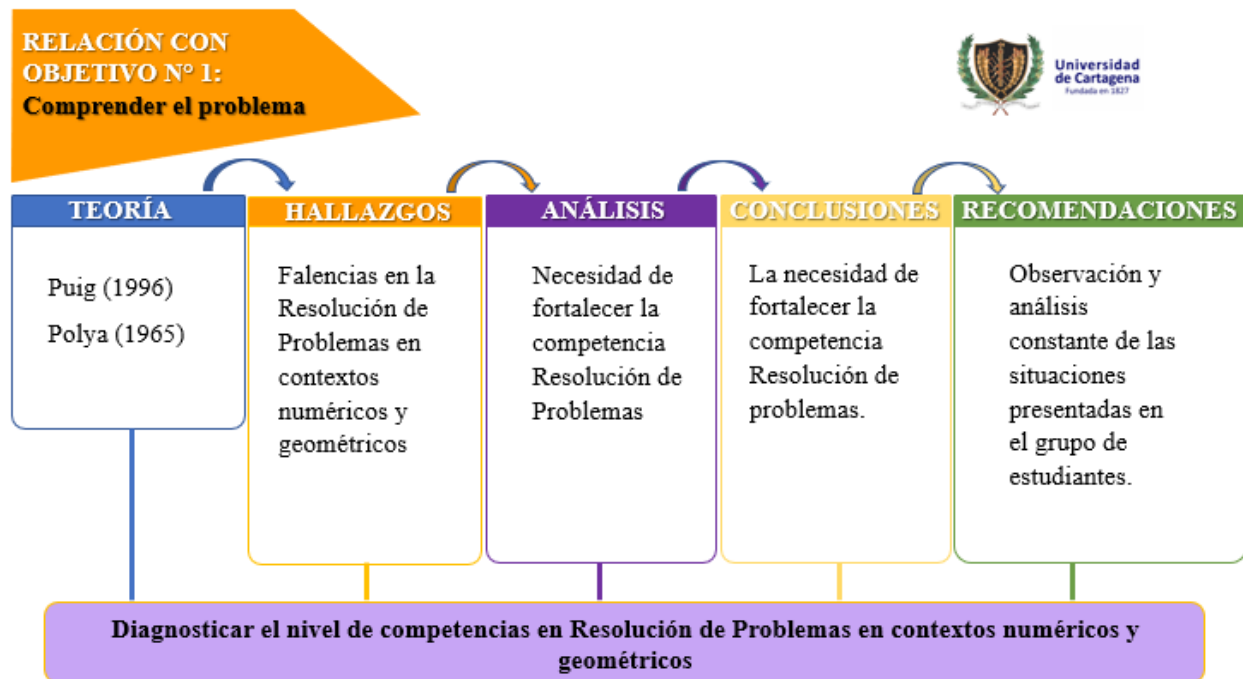 RELACIÓN CON
OBJETIVO N° 1:
Comprender el problema
Universidad
de Cartagena
Fundada en 1827
TEORÍA
Puig (1996)
Polya (1965)
HALLAZGOS
Falencias en la
Resolución de
Problemas en
contextos
numéricos y
geométricos
ANÁLISIS
Necesidad de
fortalecer la
competencia
Resolución de
Problemas
CONCLUSIONES
La necesidad de
fortalecer la
competencia
Resolución de
problemas.
RECOMENDACIONES
Observación y
análisis
constante de las
situaciones
presentadas en
el grupo de
estudiantes.
Diagnosticar el nivel de competencias en Resolución de Problemas en contextos numéricos y
geométricos